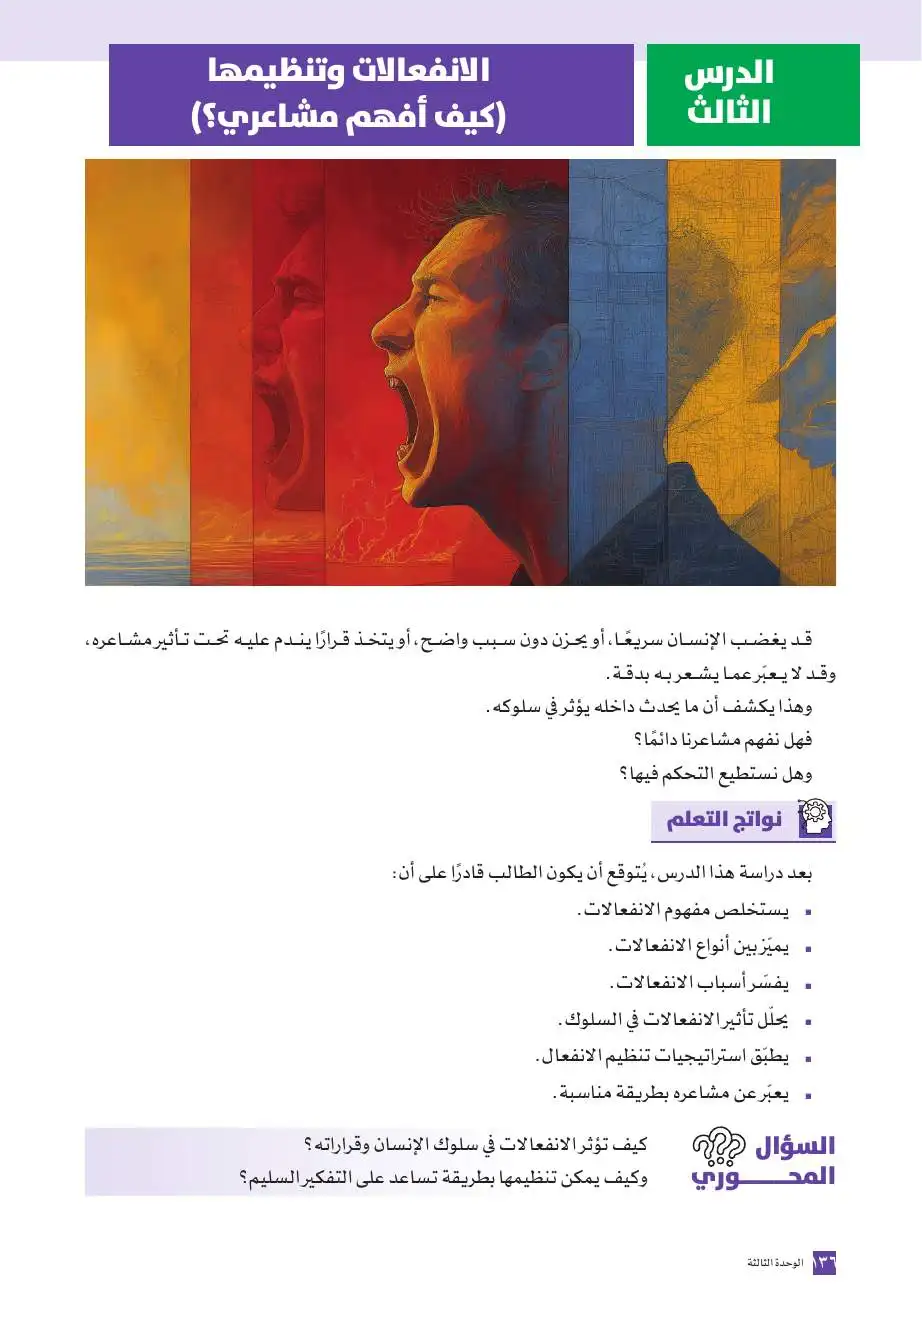 الدرس
الثالث
الانفعالات وتنظيمها
(كيف أفهم مشاعري؟)
قد يغضب الإنسان سريعًا، أو يحزن دون سبب واضح، أو يتخذ قرارًا يندم عليه تحت تأثير مشاعره،
وقد لا يعبّر عما يشعر به بدقة.
وهذا يكشف أن ما يحدث داخله يؤثر في سلوكه.
فهل نفهم مشاعرنا دائمًا؟
وهل نستطيع التحكم فيها؟
نواتج التعلم
بعد دراسة هذا الدرس، يُتوقع أن يكون الطالب قادرًا على أن:
▪ يستخلص مفهوم الانفعالات.
▪ يميّز بين أنواع الانفعالات.
▪ يفسّر أسباب الانفعالات.
▪ يحلّل تأثير الانفعالات في السلوك.
▪ يطبّق استراتيجيات تنظيم الانفعال.
▪ يعبّر عن مشاعره بطريقة مناسبة.
السؤال
المحـــــوري
كيف تؤثر الانفعالات في سلوك الإنسان وقراراته؟
وكيف يمكن تنظيمها بطريقة تساعد على التفكير السليم؟
١٣٦ الوحدة الثالثة